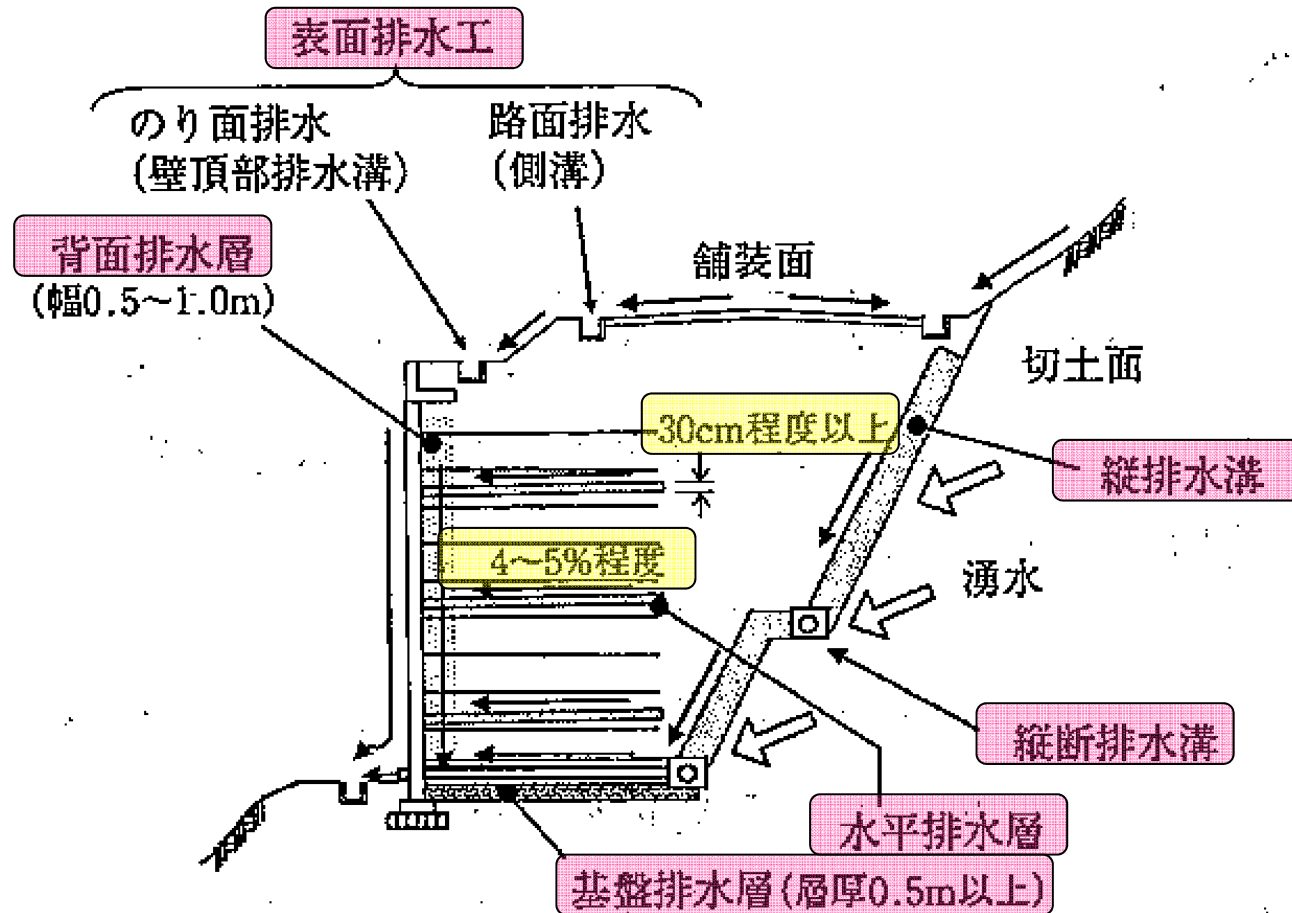 表面排水工
のり面排水
(壁頂部排水溝)
路面排水
(側溝)
背面排水層
(幅0.5~1.0m)
舗装面
切土面
30cm程度以上
縦排水溝
4~5%程度
湧水
縦断排水溝
水平排水層
基盤排水層(層厚0.5m以上)